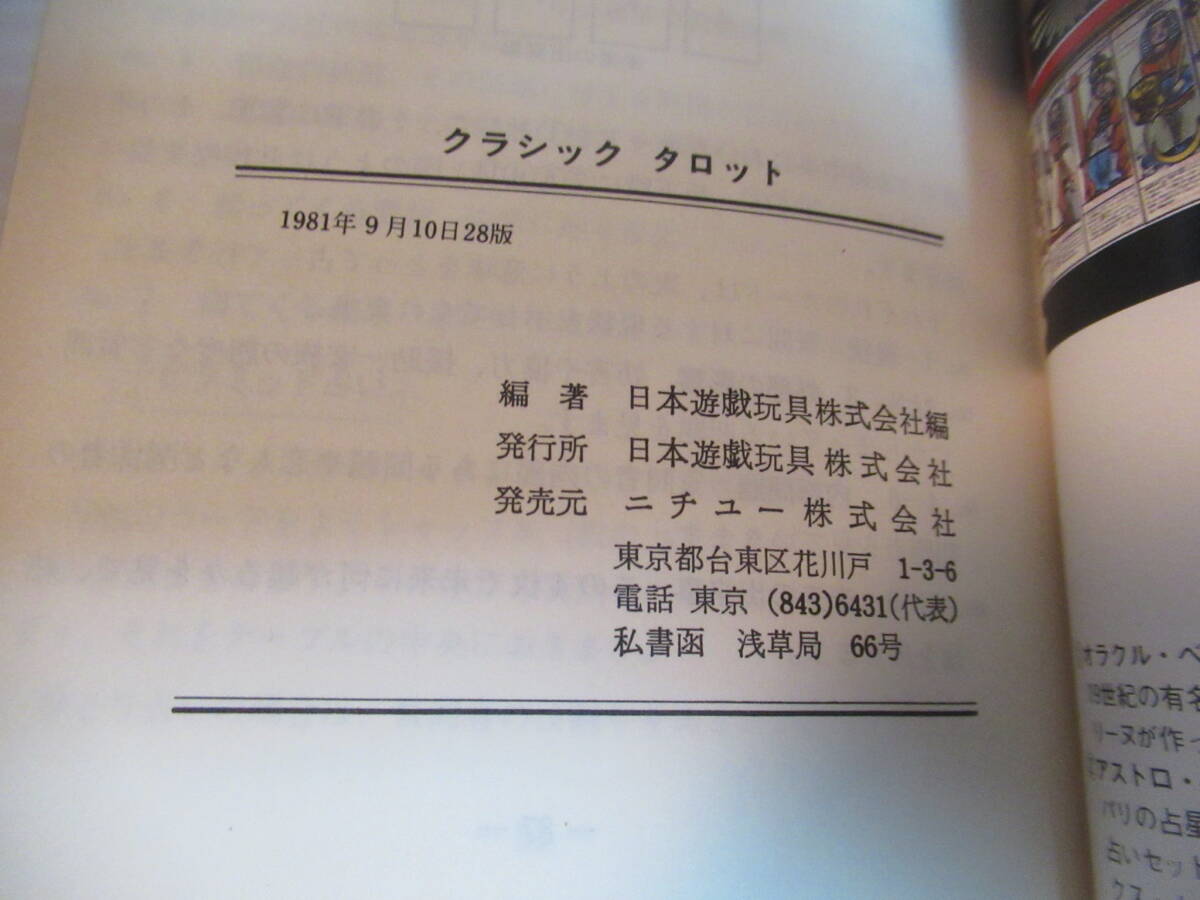 クラシック タロット
1981年9月10日28版
編 著 日本遊戯玩具株式会社編
発行所 日本遊戯玩具株式会社
発売元 ニチユー株式会社
東京都台東区花川戸 1-3-6
電話 東京 (843)6431(代表)
私書函 浅草局 66号
オラクル・ベ
19世紀の有名
リーヌが作っ
アストロ・
パリの占星
占いセット